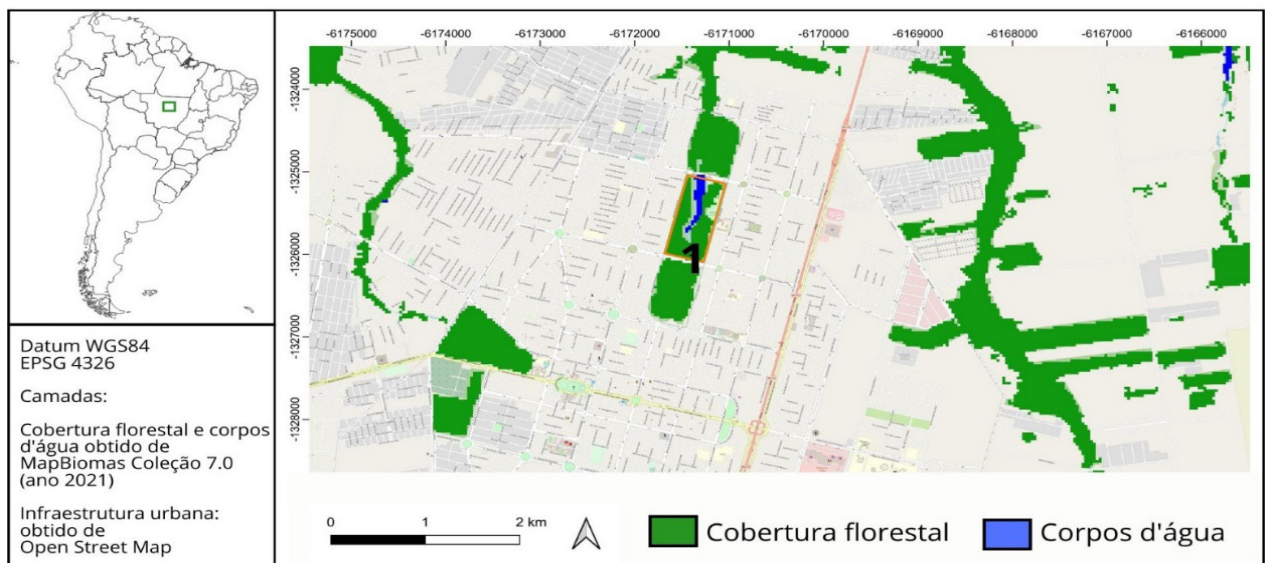 -6175000 -6174000 -6173000 -6172000 -6171000 -6170000 -6169000 -6168000 -6167000 -6166000
-1324000
-1325000
-1326000
-1327000
-1328000
1
Datum WGS84
EPSG 4326
Camadas:
Cobertura florestal e corpos
d'água obtido de
MapBiomas Coleção 7.0
(ano 2021)
Infraestrutura urbana:
obtido de
Open Street Map
0 1 2 km
Cobertura florestal
Corpos d'água